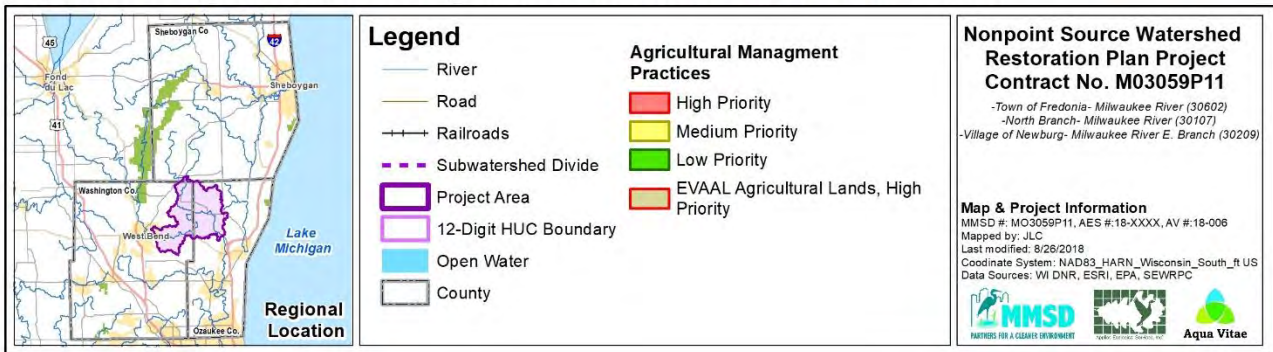 Sheboygan Co
45
42
Fond
du Lac
Sheboygan
41
Washington Co.
West Bend
Lake
Michigan
Regional
Location
Ozaukee Co.
Legend
River
Road
Railroads
Subwatershed Divide
Project Area
12-Digit HUC Boundary
Open Water
County
Agricultural Managment
Practices
High Priority
Medium Priority
Low Priority
EVAAL Agricultural Lands, High
Priority
Nonpoint Source Watershed
Restoration Plan Project
Contract No. M03059P11
-Town of Fredonia- Milwaukee River (30602)
-North Branch- Milwaukee River (30107)
-Village of Newburg- Milwaukee River E. Branch (30209)
Map & Project Information
MMSD #: MO3059P11, AES #:18-XXXX, AV #:18-006
Mapped by: JLC
Last modified: 8/26/2018
Coodinate System: NAD83_HARN_Wisconsin_South_ft US
Data Sources: WI DNR, ESRI, EPA, SEWRPC
MMSD
PARTNERS FOR A CLEANER ENVIRONMENT
Applied Ecological Services, Inc.
Aqua Vitae